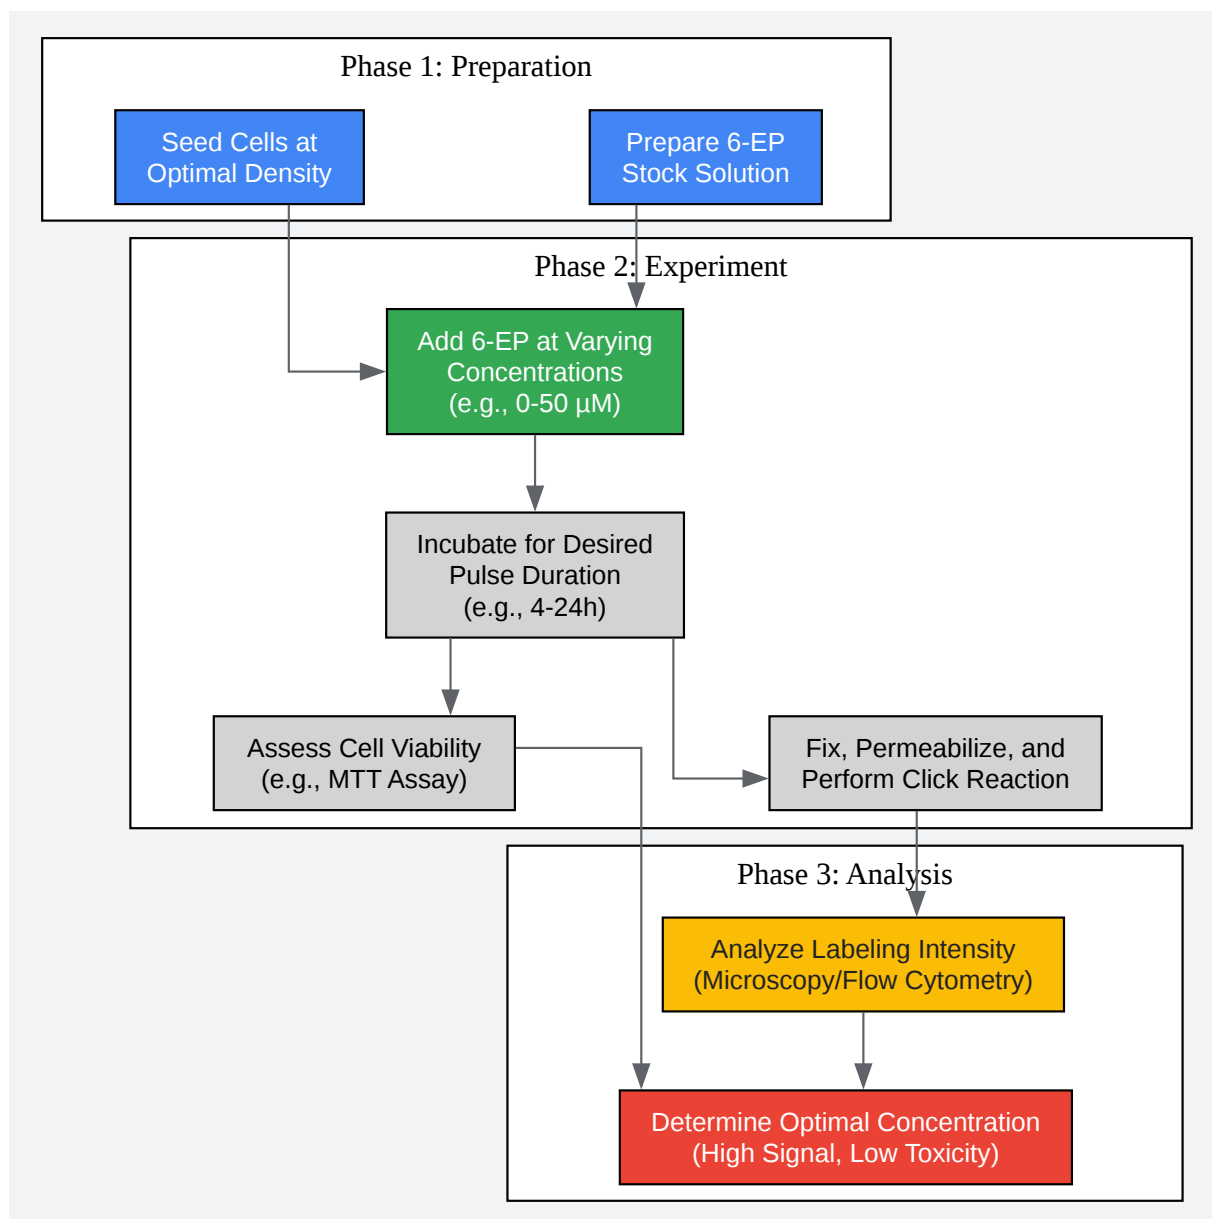 Phase 1: Preparation
Seed Cells at
Optimal Density
Prepare 6-EP
Stock Solution
Phase 2: Experiment
Add 6-EP at Varying
Concentrations
(e.g., 0-50 µM)
Incubate for Desired
Pulse Duration
(e.g., 4-24h)
Assess Cell Viability
(e.g., MTT Assay)
Fix, Permeabilize, and
Perform Click Reaction
Phase 3: Analysis
Analyze Labeling Intensity
(Microscopy/Flow Cytometry)
Determine Optimal Concentration
(High Signal, Low Toxicity)